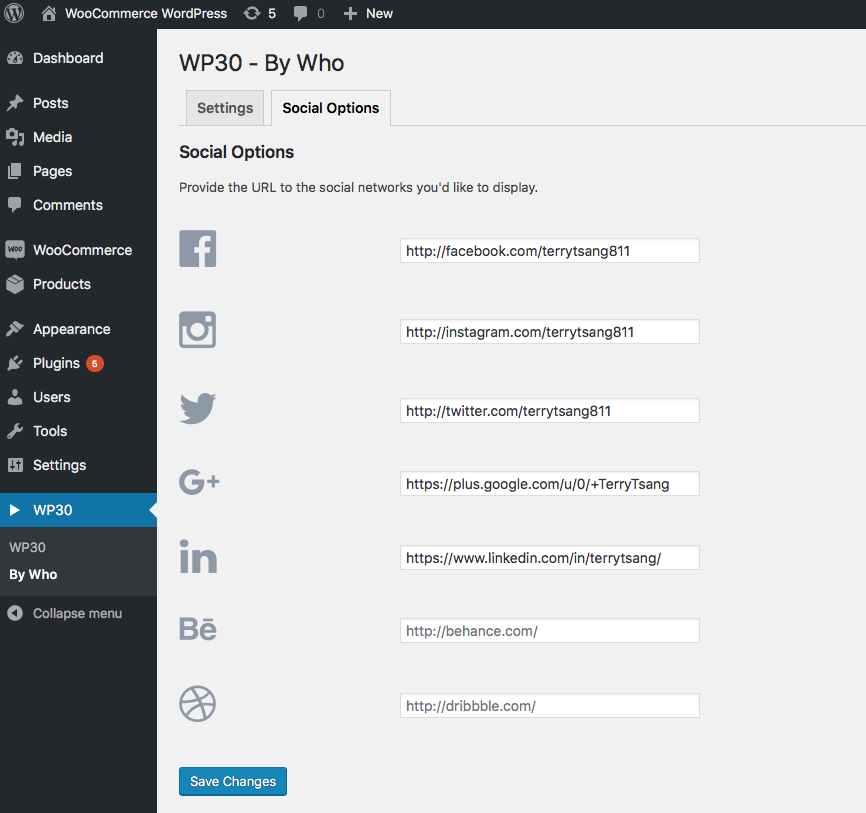 WooCommerce WordPress 5 0 New
Dashboard
Posts
Media
Pages
Comments
WOO WooCommerce
Products
Appearance
Plugins 5
Users
Tools
Settings
WP30
WP30
By Who
Collapse menu
WP30 - By Who
Settings Social Options
Social Options
Provide the URL to the social networks you'd like to display.
http://facebook.com/terrytsang811
http://instagram.com/terrytsang811
http://twitter.com/terrytsang811
G+ https://plus.google.com/u/0/+TerryTsang
in https://www.linkedin.com/in/terrytsang/
Bē http://behance.com/
http://dribbble.com/
Save Changes